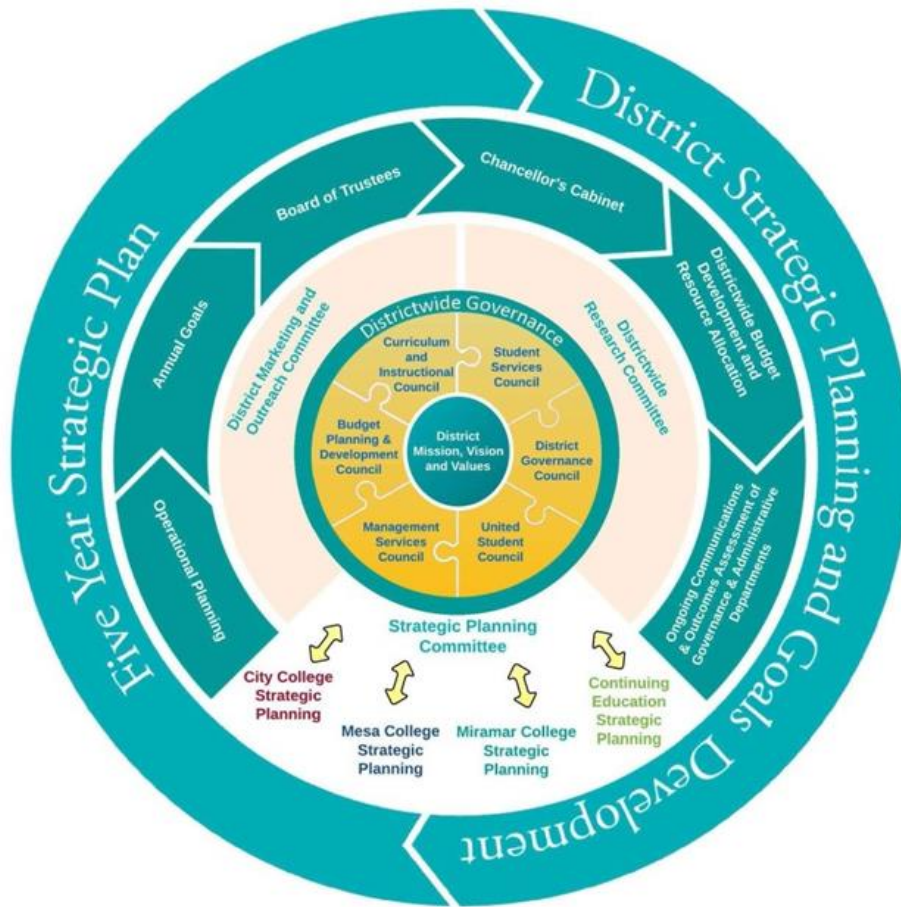 Five Year Strategic Plan
District Strategic Planning and Goals Development
Operational Planning
Annual Goals
Board of Trustees
Chancellor's Cabinet
Districtwide Budget
Development and
Resource Allocation
Ongoing Communications
& Outcomes Assessment of
Governance & Administrative
Departments
District Marketing and
Outreach Committee
Districtwide
Research Committee
Districtwide Governance
Curriculum and
Instructional
Council
Student
Services
Council
Budget
Planning &
Development
Council
District
Mission, Vision
and Values
District
Governance
Council
Management
Services
Council
United
Student
Council
Strategic Planning
Committee
City College
Strategic
Planning
Mesa College
Strategic
Planning
Miramar College
Strategic
Planning
Continuing
Education
Strategic
Planning